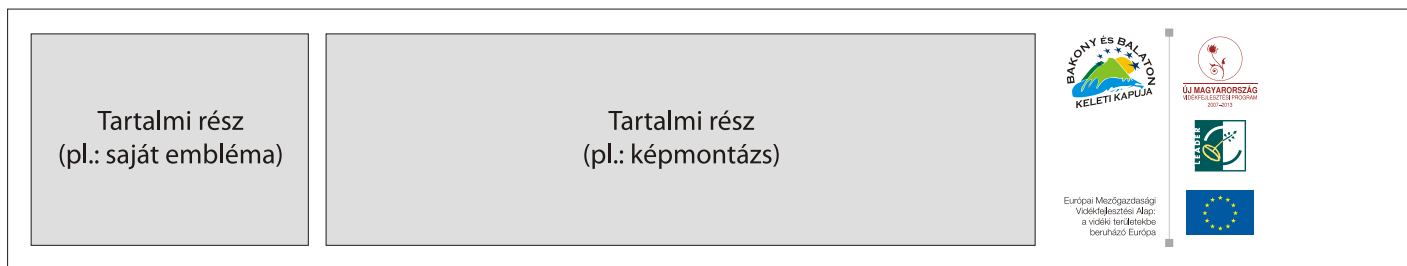 Tartalmi rész
(pl.: saját embléma)
Tartalmi rész
(pl.: képmontázs)
BAKONY ÉS BALATON
KELETI KAPUJA
Európai Mezőgazdasági
Vidékfejlesztési Alap:
a vidéki területekbe
beruházó Európa
ÚJ MAGYARORSZÁG
VIDÉKFEJLESZTÉSI PROGRAM
2007–2013
LEADER